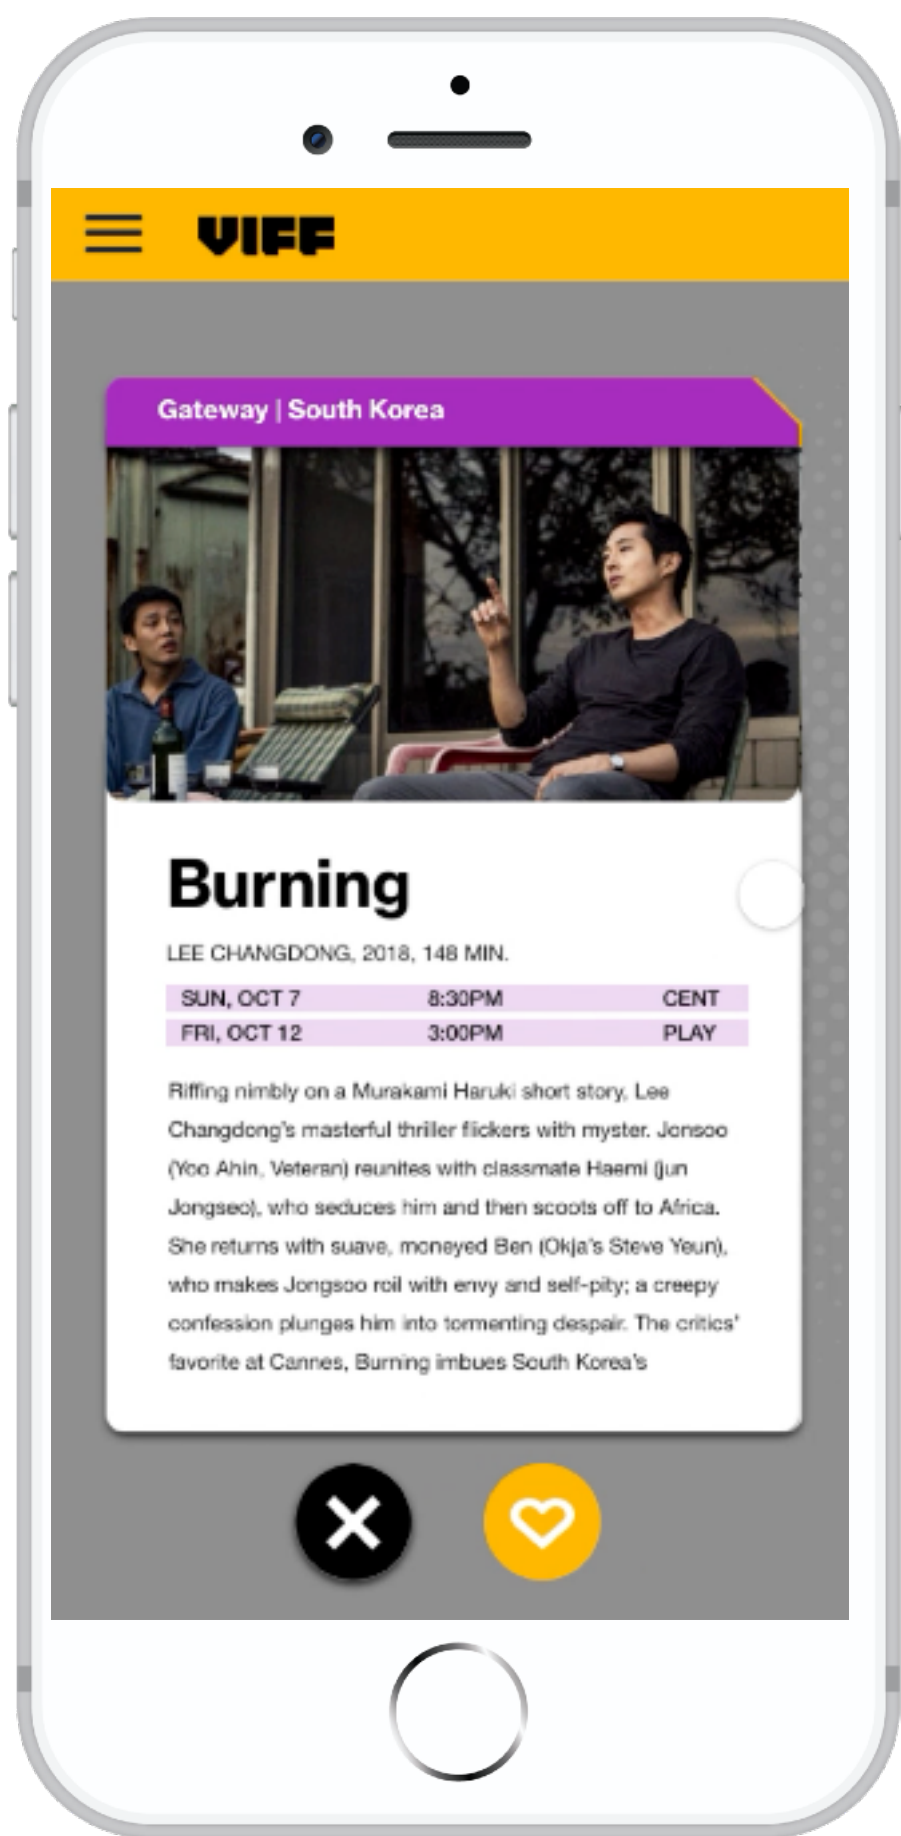 VIFF
Gateway | South Korea
Burning
LEE CHANGDONG, 2018, 148 MIN.
SUN, OCT 7 8:30PM CENT
FRI, OCT 12 3:00PM PLAY
Riffing nimbly on a Murakami Haruki short story, Lee
Changdong's masterful thriller flickers with myster. Jonsoo
(Yoo Ahin, Veteran) reunites with classmate Haemi (jun
Jongseo), who seduces him and then scoots off to Africa.
She returns with suave, moneyed Ben (Okja's Steve Yeun),
who makes Jongsoo roil with envy and self-pity; a creepy
confession plunges him into tormenting despair. The critics'
favorite at Cannes, Burning imbues South Korea's